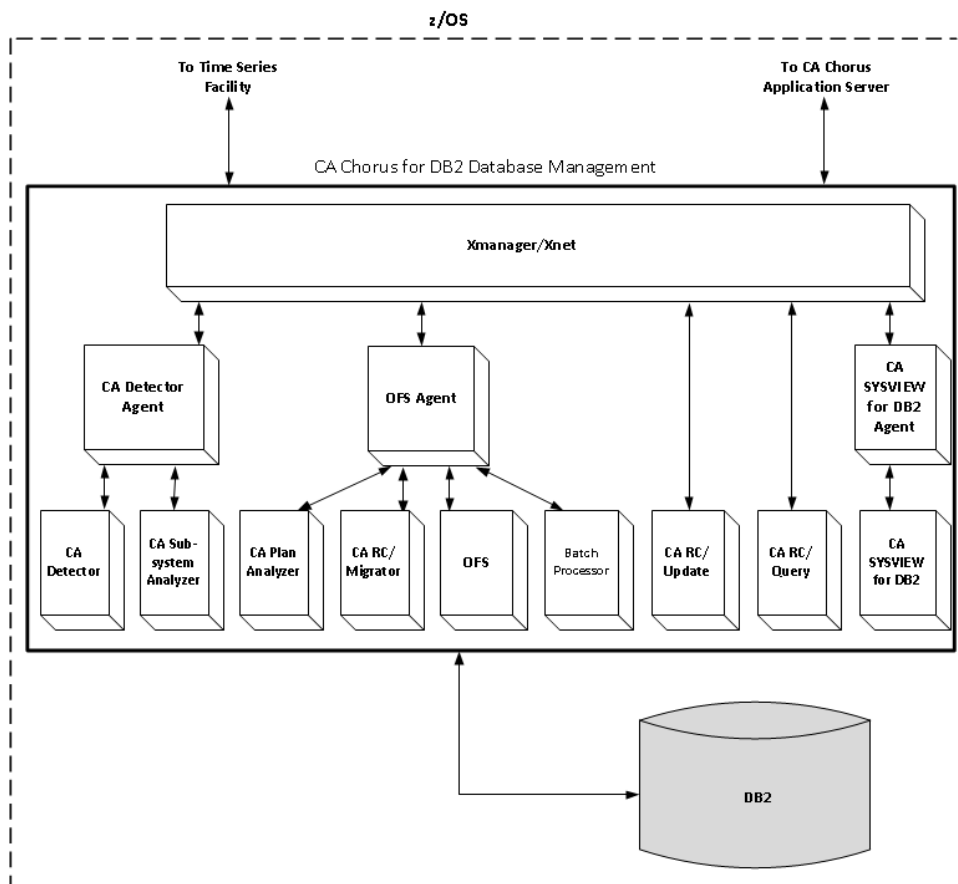 z/OS
To Time Series
Facility
To CA Chorus
Application Server
CA Chorus for DB2 Database Management
Xmanager/Xnet
CA Detector
Agent
OFS Agent
CA
SYSVIEW
for DB2
Agent
CA
Detector
CA Sub-
system
Analyzer
CA Plan
Analyzer
CA RC/
Migrator
OFS
Batch
Processor
CA RC/
Update
CA RC/
Query
CA
SYSVIEW
for DB2
DB2